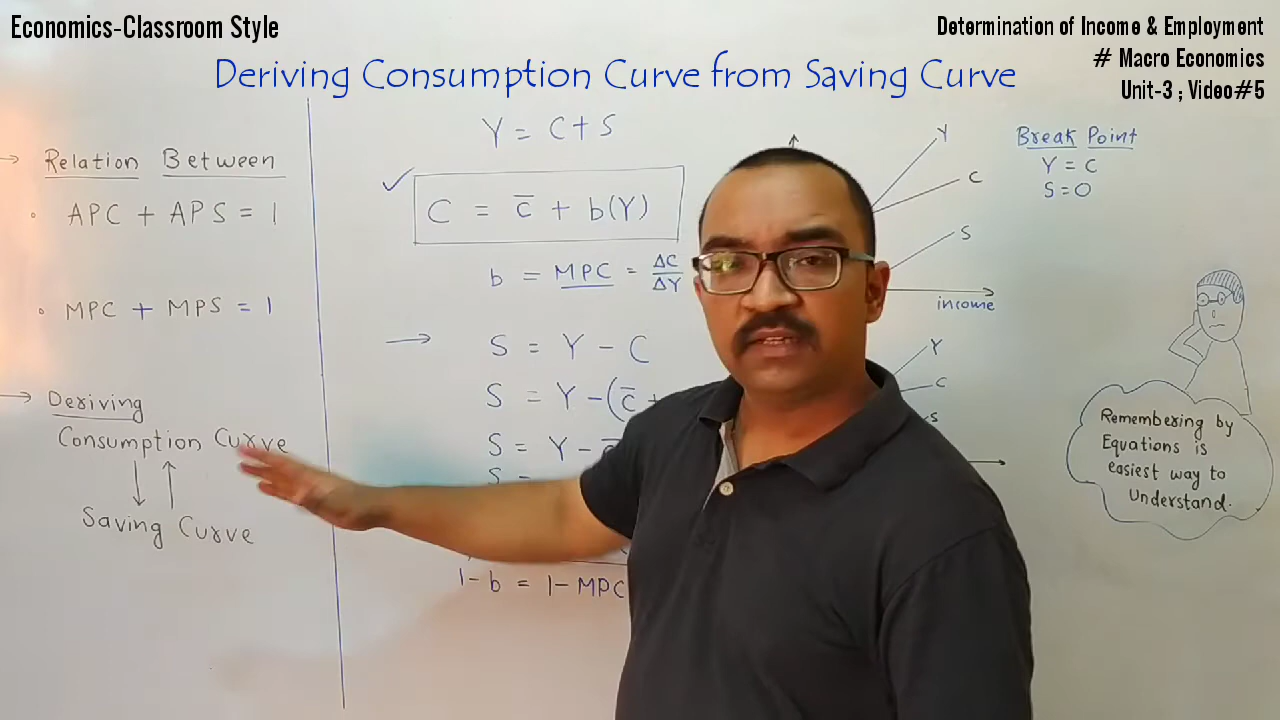 Economics-Classroom Style
Determination of Income & Employment
# Macro Economics
Unit-3 ; Video#5
Deriving Consumption Curve from Saving Curve
→ Relation Between
• APC + APS = 1
• MPC + MPS = 1
→ Deriving
Consumption Curve
↓ ↑
Saving Curve
Y = C + S
✓ C = c̅ + b(Y)
b = MPC = ΔC/ΔY
→ S = Y - C
S = Y - (c̅ +
S = Y -
S =
1 - b = 1 - MPC
Y
C
S
income
Y
C
S
Break Point
Y = C
S = 0
Remembering by
Equations is
easiest way to
Understand.